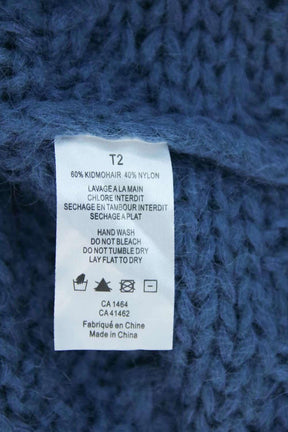 T2
60% KIDMOHAIR 40% NYLON
LAVAGE A LA MAIN
CHLORE INTERDIT
SECHAGE EN TAMBOUR INTERDIT
SECHAGE A PLAT
HAND WASH
DO NOT BLEACH
DO NOT TUMBLE DRY
LAY FLAT TO DRY
CA 1464
CA 41462
Fabriqué en Chine
Made in China